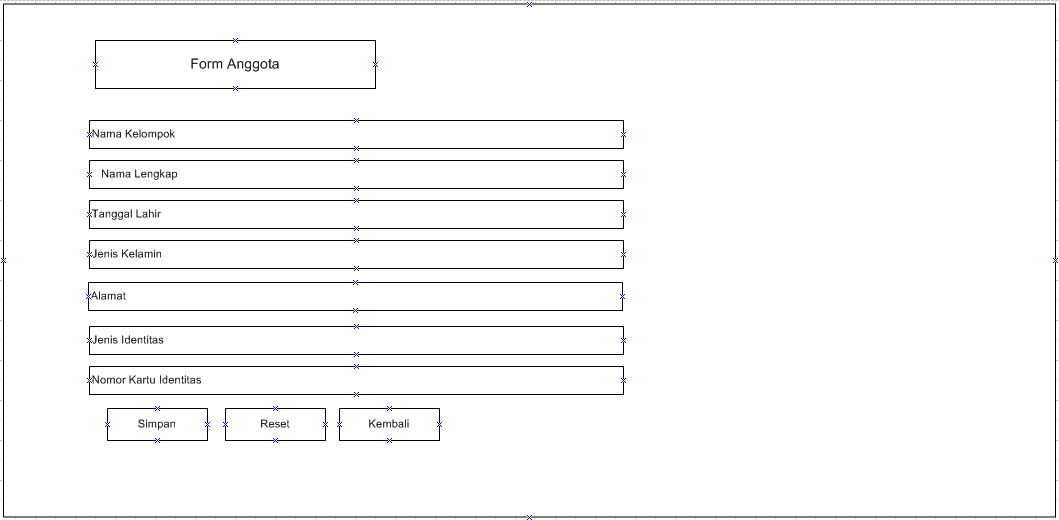 Form Anggota
Nama Kelompok
Nama Lengkap
Tanggal Lahir
Jenis Kelamin
Alamat
Jenis Identitas
Nomor Kartu Identitas
Simpan Reset Kembali